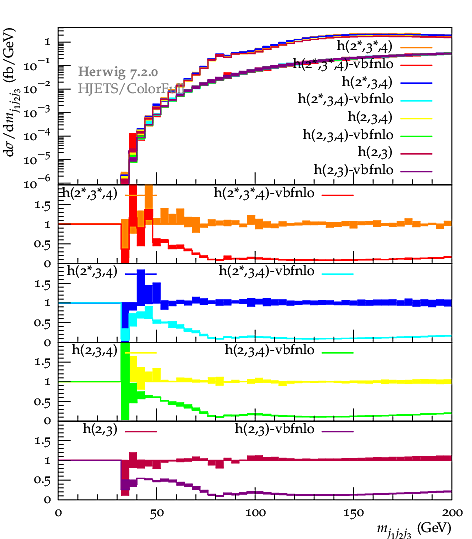 dσ/dm_{j1j2j3} (fb/GeV)
1
10^{-1}
10^{-2}
10^{-3}
10^{-4}
10^{-5}
10^{-6}
Herwig 7.2.0
HJETS/ColorFull
h(2*,3*,4)
h(2*,3*,4)-vbfnlo
h(2*,3,4)
h(2*,3,4)-vbfnlo
h(2,3,4)
h(2,3,4)-vbfnlo
h(2,3)
h(2,3)-vbfnlo
h(2*,3*,4) h(2*,3*,4)-vbfnlo
1.5
1
0.5
0
h(2*,3,4) h(2*,3,4)-vbfnlo
1.5
1
0.5
0
h(2,3,4) h(2,3,4)-vbfnlo
1.5
1
0.5
0
h(2,3) h(2,3)-vbfnlo
1.5
1
0.5
0
0 50 100 150 200
m_{j1j2j3} (GeV)